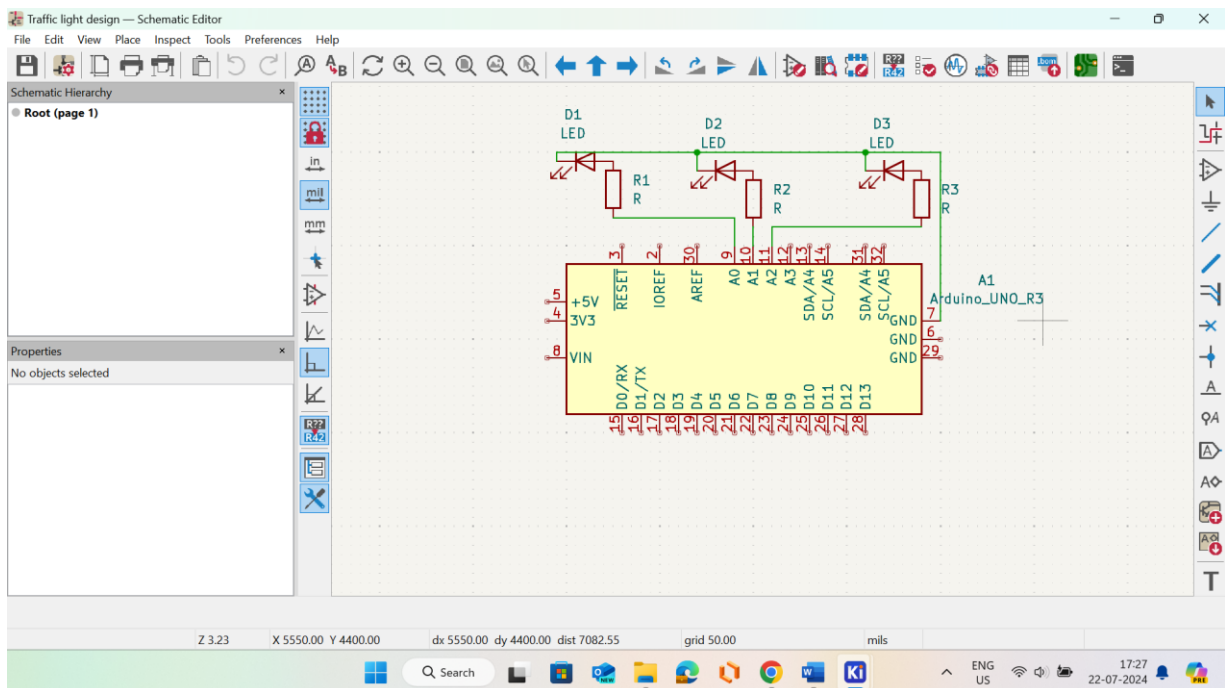 Traffic light design — Schematic Editor
File Edit View Place Inspect Tools Preferences Help
Schematic Hierarchy
Root (page 1)
in
mil
mm
R??
R42
R??
R42
.bom
Properties
No objects selected
D1
LED
D2
LED
D3
LED
R1
R
R2
R
R3
R
3 2 30 9 10 11 12 13 14 31 32
RESET IOREF AREF A0 A1 A2 A3 SDA/A4 SCL/A5 SDA/A4 SCL/A5
A1
Arduino_UNO_R3
5 +5V
4 3V3
8 VIN
GND 7
GND 6
GND 29
D0/RX D1/TX D2 D3 D4 D5 D6 D7 D8 D9 D10 D11 D12 D13
15 16 17 18 19 20 21 22 23 24 25 26 27 28
Z 3.23 X 5550.00 Y 4400.00 dx 5550.00 dy 4400.00 dist 7082.55 grid 50.00 mils
Search
NEW
Ki
ENG
US
17:27
22-07-2024
PRE